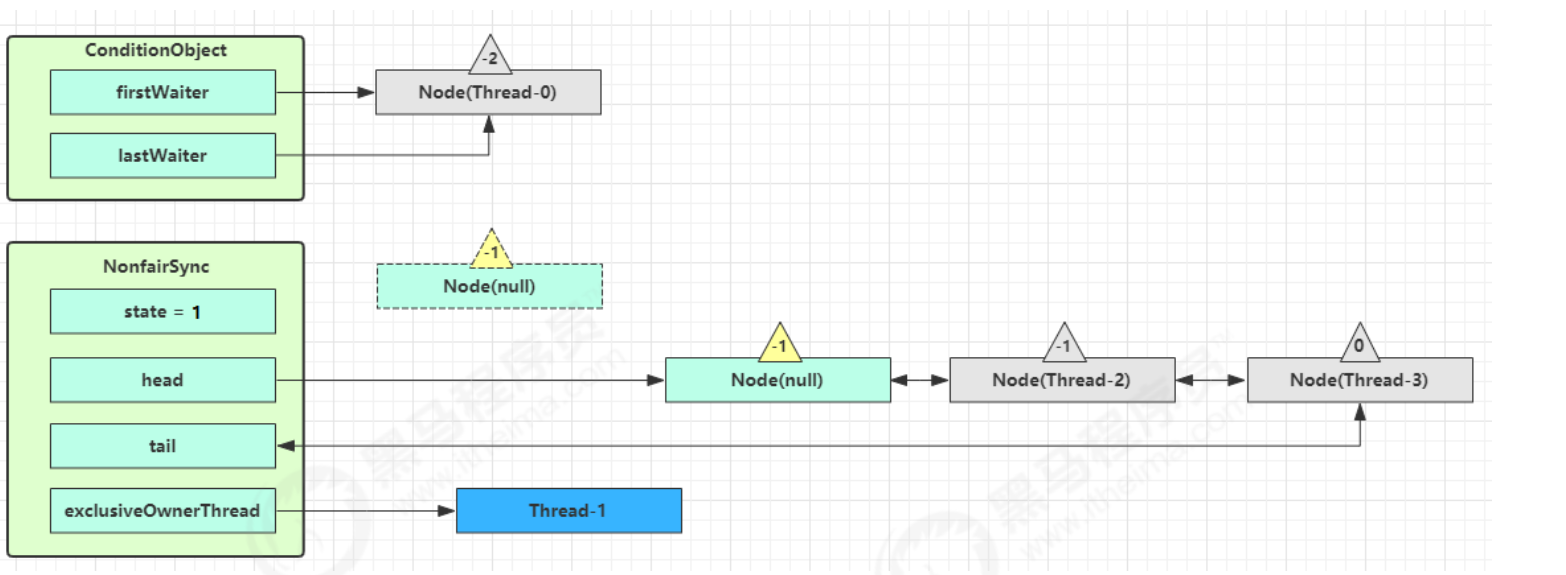 ConditionObject
-2
firstWaiter
Node(Thread-0)
lastWaiter
-1
NonfairSync
Node(null)
state = 1
-1
-1
0
head
Node(null)
Node(Thread-2)
Node(Thread-3)
tail
exclusiveOwnerThread
Thread-1
黑马程序员
www.itheima.com
黑马程序员
www.itheima.com